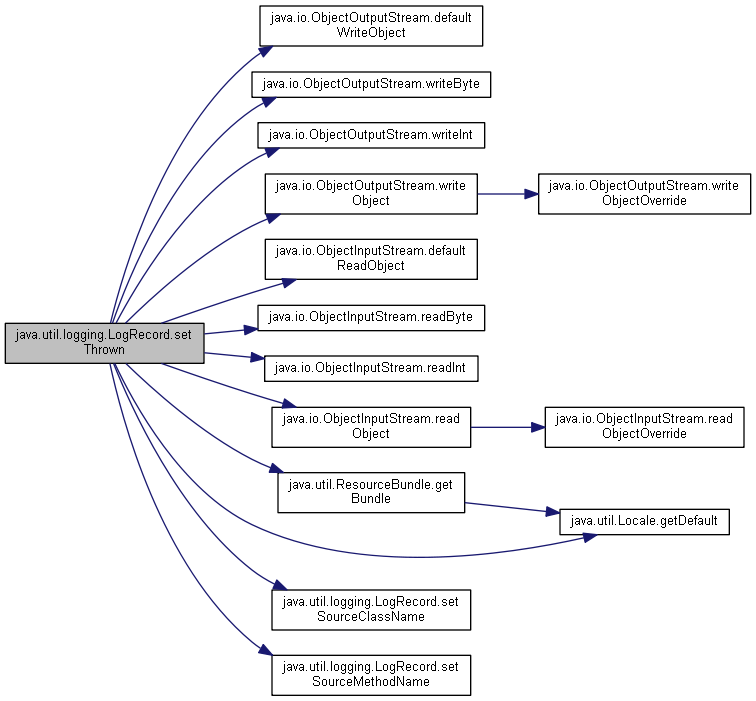 java.io.ObjectOutputStream.default
WriteObject
java.io.ObjectOutputStream.writeByte
java.io.ObjectOutputStream.writeInt
java.io.ObjectOutputStream.write
Object
java.io.ObjectOutputStream.write
ObjectOverride
java.io.ObjectInputStream.default
ReadObject
java.io.ObjectInputStream.readByte
java.util.logging.LogRecord.set
Thrown
java.io.ObjectInputStream.readInt
java.io.ObjectInputStream.read
Object
java.io.ObjectInputStream.read
ObjectOverride
java.util.ResourceBundle.get
Bundle
java.util.Locale.getDefault
java.util.logging.LogRecord.set
SourceClassName
java.util.logging.LogRecord.set
SourceMethodName